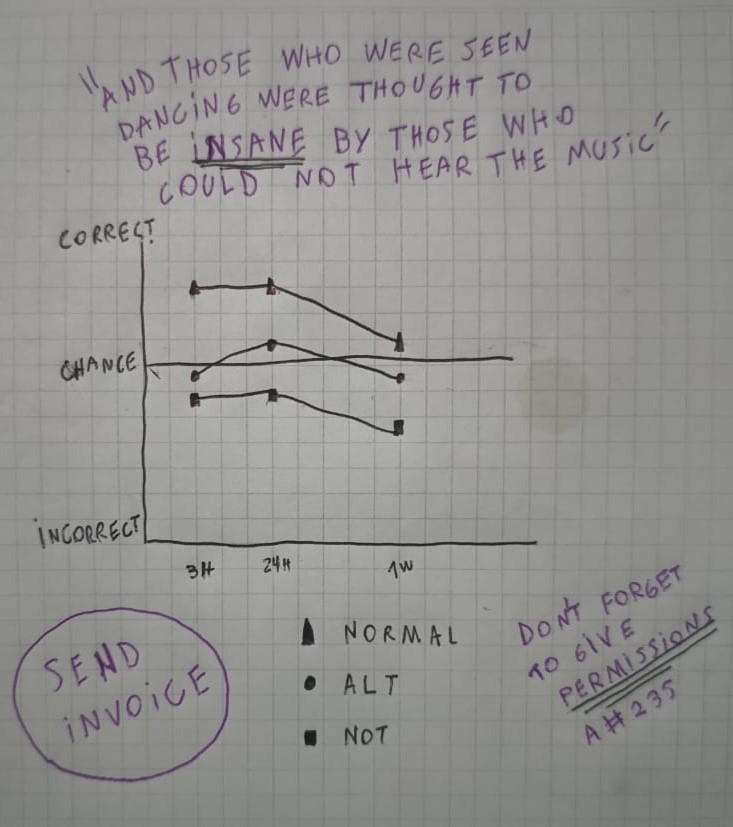 "AND THOSE WHO WERE SEEN
DANCING WERE THOUGHT TO
BE INSANE BY THOSE WHO
COULD NOT HEAR THE MUSIC"
CORRECT
CHANCE
INCORRECT
3H 24H 1W
NORMAL
ALT
NOT
SEND
INVOICE
DON'T FORGET
TO GIVE
PERMISSIONS
A#235